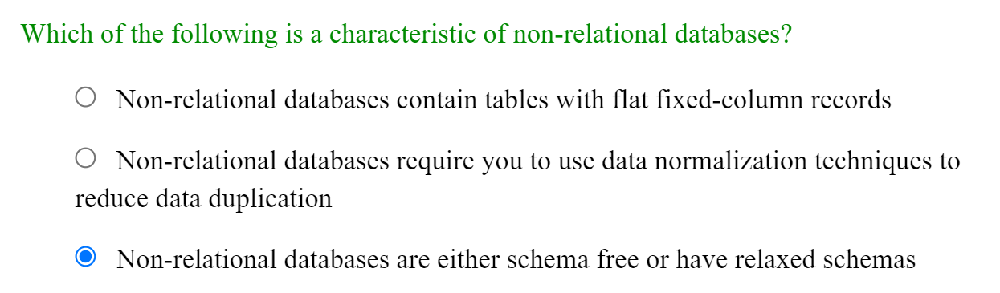 Which of the following is a characteristic of non-relational databases?
Non-relational databases contain tables with flat fixed-column records
Non-relational databases require you to use data normalization techniques to
reduce data duplication
Non-relational databases are either schema free or have relaxed schemas